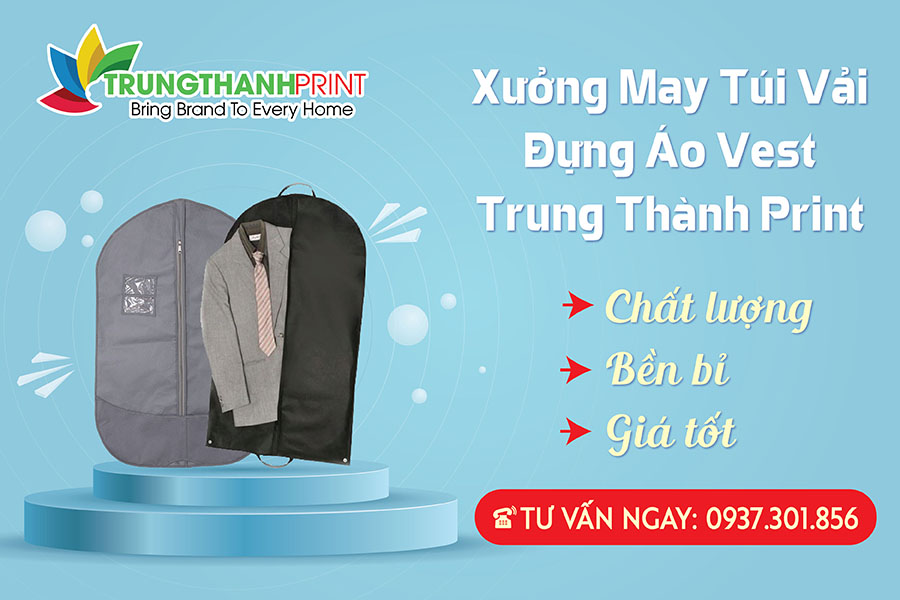 TRUNGTHANHPRINT
Bring Brand To Every Home
Xưởng May Túi Vải
Đựng Áo Vest
Trung Thành Print
Chất lượng
Bền bỉ
Giá tốt
TƯ VẤN NGAY: 0937.301.856